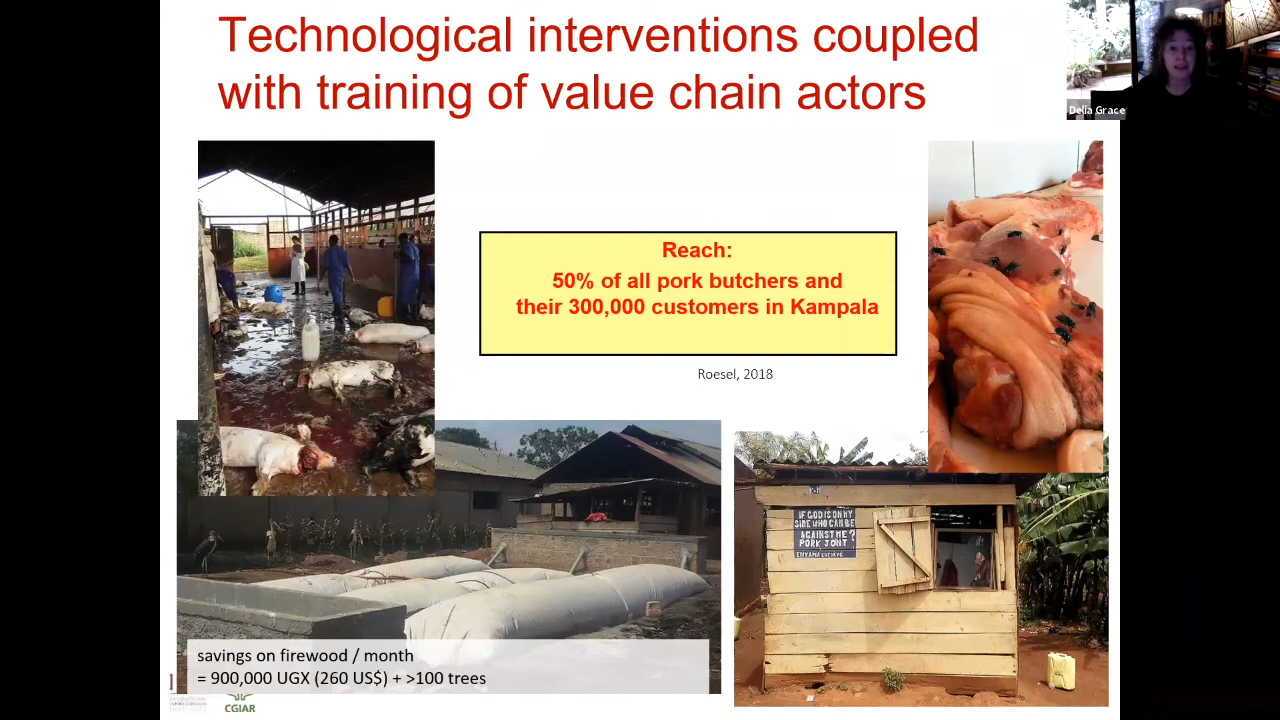 Technological interventions coupled
with training of value chain actors
Delia Grace
Reach:
50% of all pork butchers and
their 300,000 customers in Kampala
Roesel, 2018
IF GOD IS ON MY
SIDE WHO CAN BE
AGAINST ME?
PORK JOINT.
savings on firewood / month
= 900,000 UGX (260 US$) + >100 trees
CGIAR